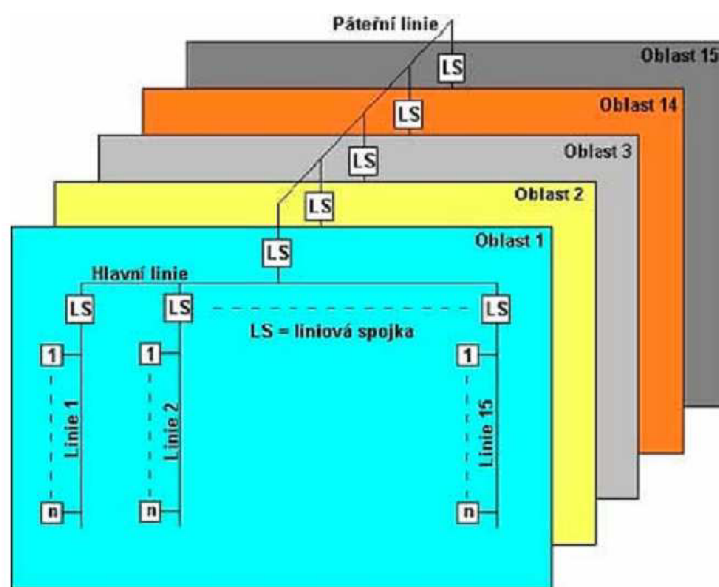 Páteřní linie
LS
Oblast 15
LS
Oblast 14
LS
Oblast 3
LS
Oblast 2
LS
Oblast 1
Hlavní linie
LS
LS
LS
LS = líniová spojka
1
1
1
Linie 1
Linie 2
Linie 15
n
n
n